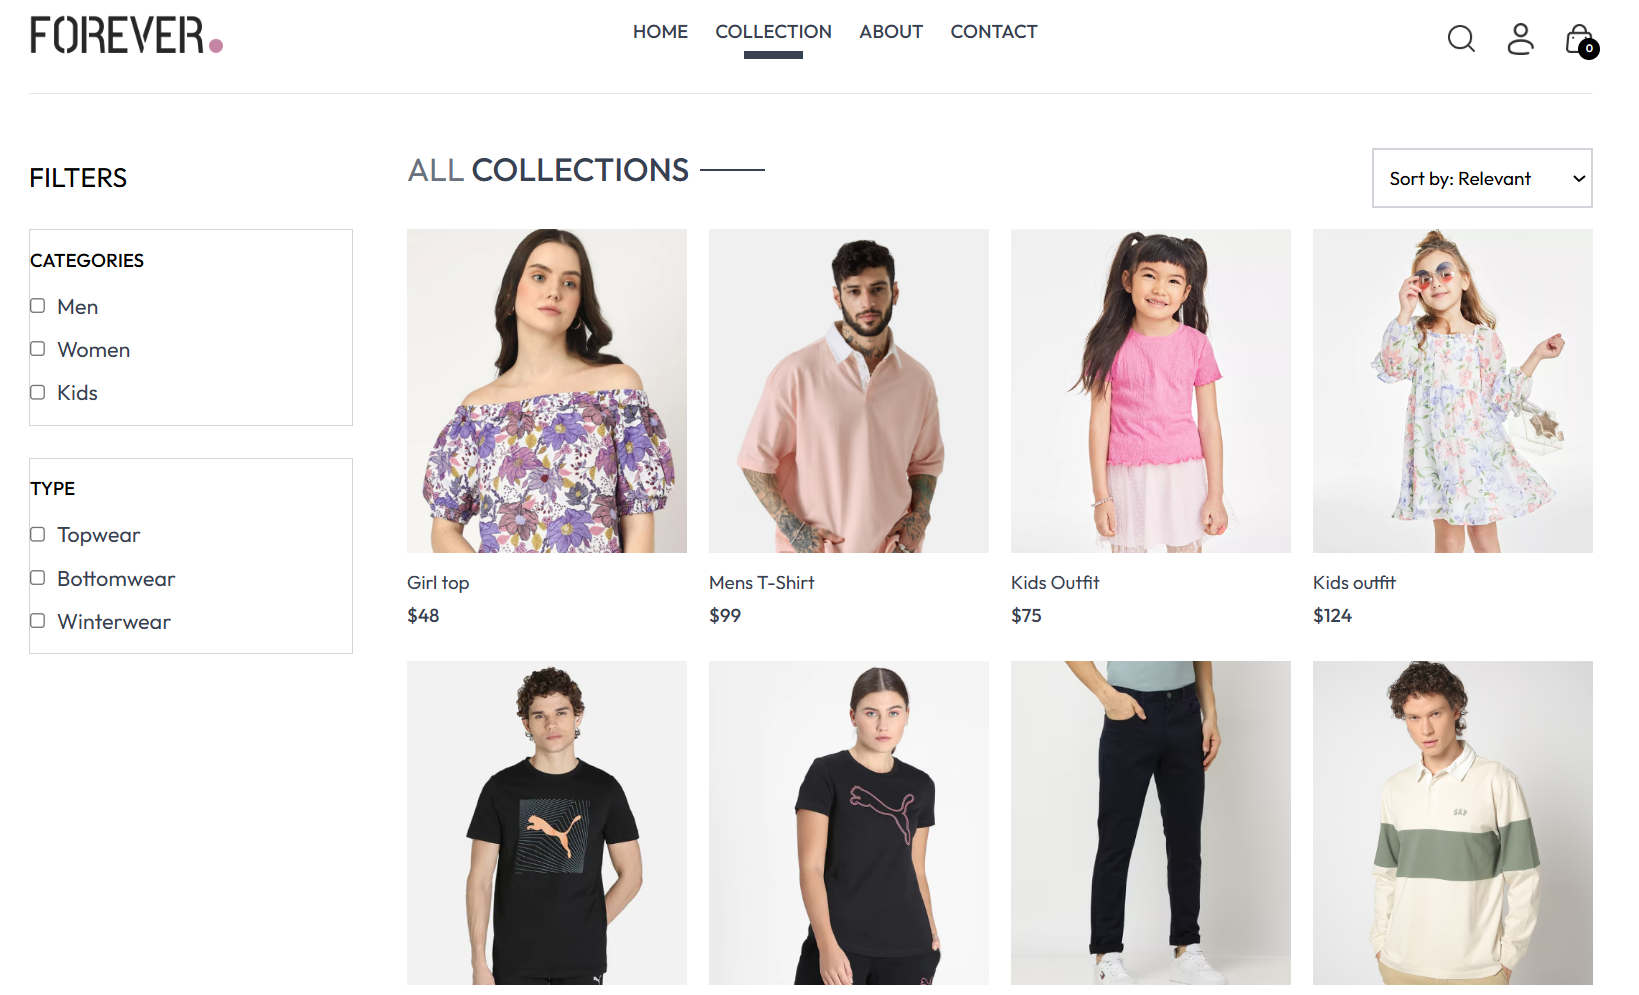 FOREVER.
HOME COLLECTION ABOUT CONTACT
0
FILTERS
ALL COLLECTIONS
Sort by: Relevant
CATEGORIES
Men
Women
Kids
TYPE
Topwear
Bottomwear
Winterwear
Girl top
$48
Mens T-Shirt
$99
Kids Outfit
$75
Kids outfit
$124
GAP